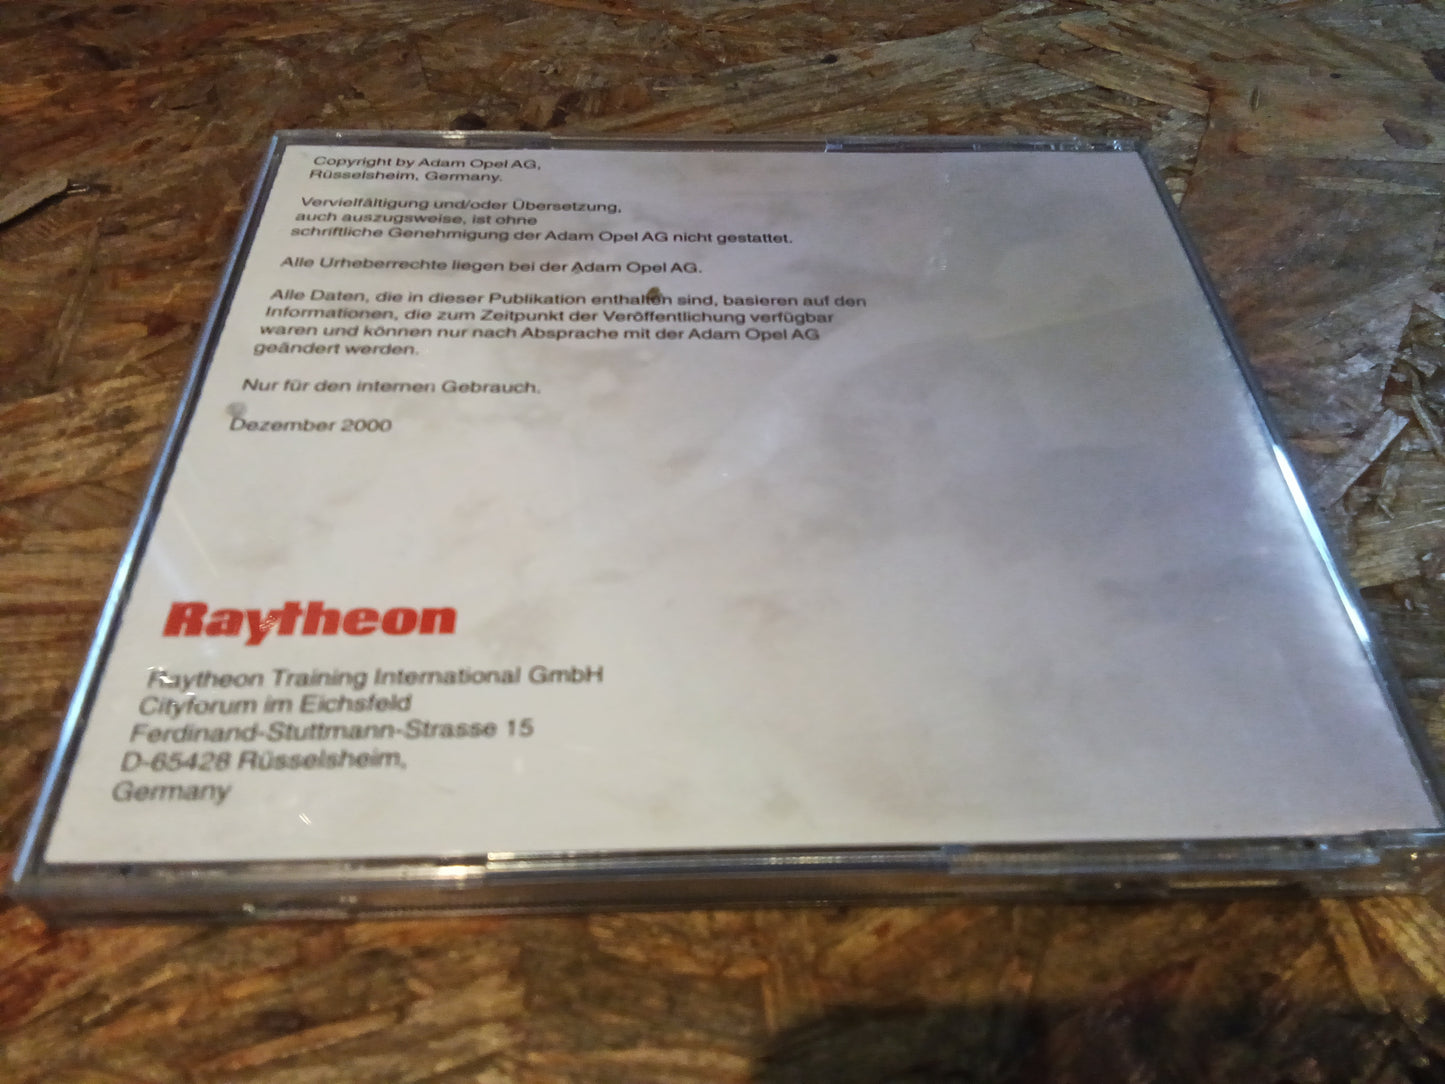 Copyright by Adam Opel AG,
Rüsselsheim, Germany.
Vervielfältigung und/oder Übersetzung,
auch auszugsweise, ist ohne
schriftliche Genehmigung der Adam Opel AG nicht gestattet.
Alle Urheberrechte liegen bei der Adam Opel AG.
Alle Daten, die in dieser Publikation enthalten sind, basieren auf den
Informationen, die zum Zeitpunkt der Veröffentlichung verfügbar
waren und können nur nach Absprache mit der Adam Opel AG
geändert werden.
Nur für den internen Gebrauch.
Dezember 2000
Raytheon
Raytheon Training International GmbH
Cityforum im Eichsfeld
Ferdinand-Stuttmann-Strasse 15
D-65428 Rüsselsheim,
Germany